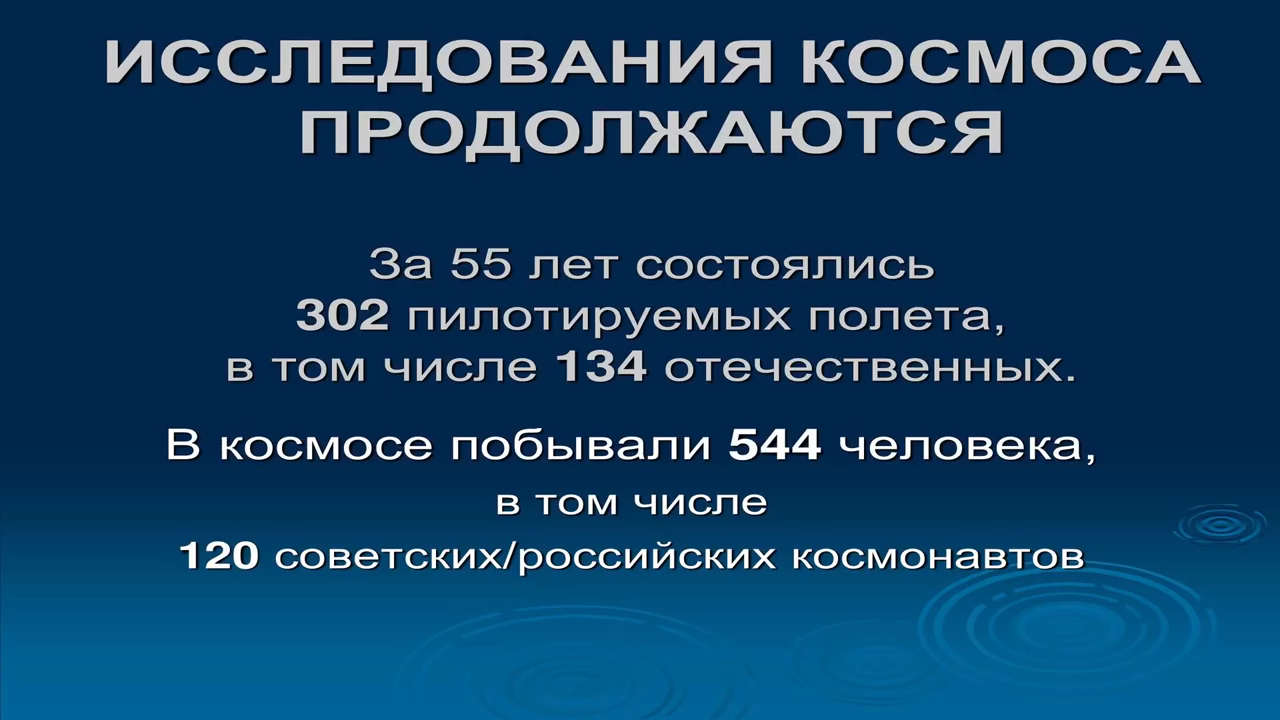 ИССЛЕДОВАНИЯ КОСМОСА
ПРОДОЛЖАЮТСЯ
За 55 лет состоялись
302 пилотируемых полета,
в том числе 134 отечественных.
В космосе побывали 544 человека,
в том числе
120 советских/российских космонавтов